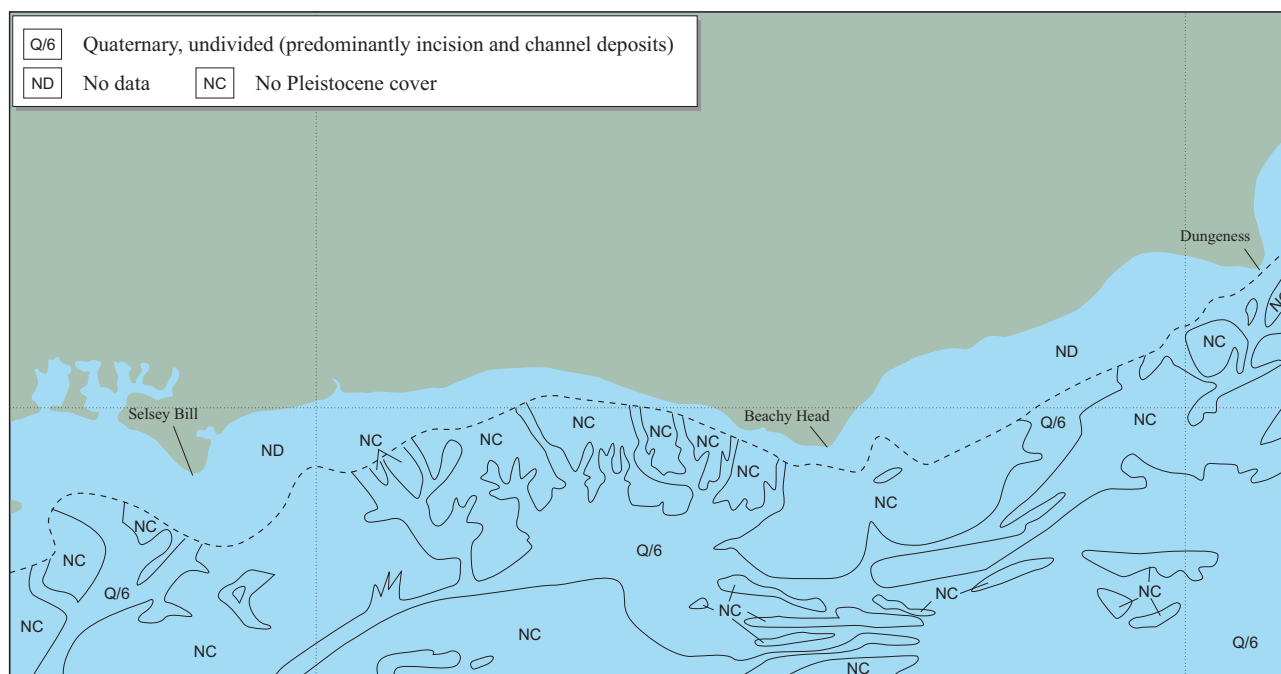 Q/6 Quaternary, undivided (predominantly incision and channel deposits)
ND No data NC No Pleistocene cover
Dungeness
NC
NC
ND
Selsey Bill
Beachy Head
Q/6
NC
NC
NC
NC
NC
NC
ND
NC
NC
NC
NC
NC
Q/6
Q/6
NC
NC
NC
NC
NC
NC
Q/6
NC
NC